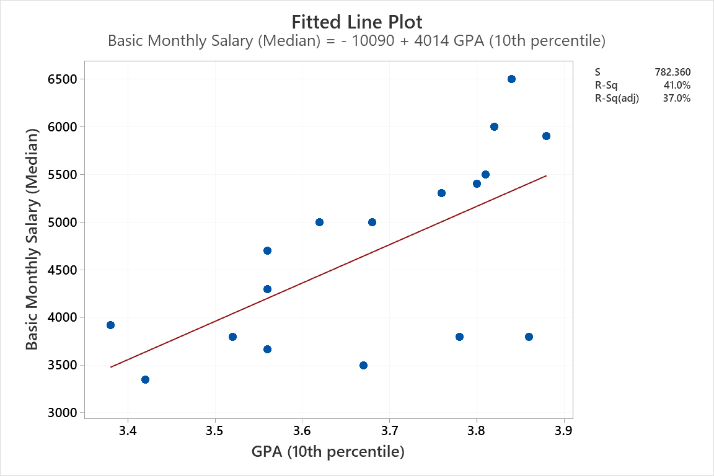 Fitted Line Plot
Basic Monthly Salary (Median) = - 10090 + 4014 GPA (10th percentile)
S 782.360
R-Sq 41.0%
R-Sq(adj) 37.0%
Basic Monthly Salary (Median)
6500
6000
5500
5000
4500
4000
3500
3000
3.4 3.5 3.6 3.7 3.8 3.9
GPA (10th percentile)